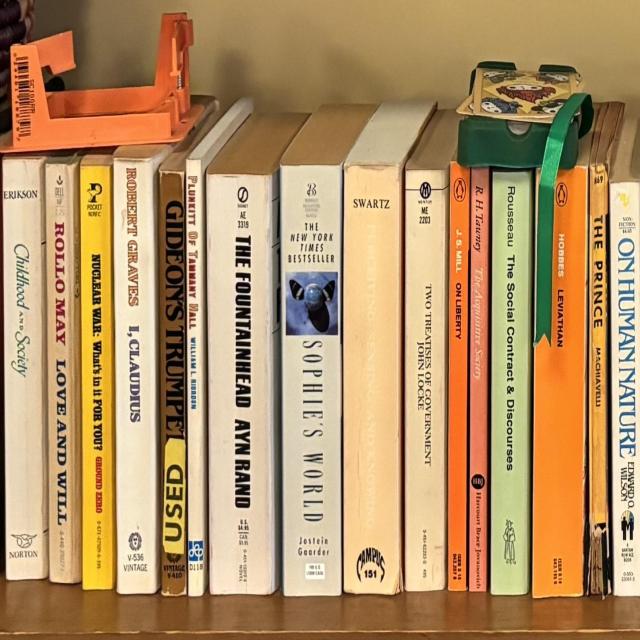 ERIKSON
Childhood AND Society
NORTON
DELL
ROLLO MAY LOVE AND WILL
POCKET
NUCLEAR WAR: What's in it FOR YOU? GROUND ZERO
ROBERT GRAVES I, CLAUDIUS
V-536
VINTAGE
GIDEON'S TRUMPET
USED
VINTAGE
V-410
PLUNKITT OF TAMMANY HALL WILLIAM L. RIORDON
D118
SIGNET
AE
2319
THE FOUNTAINHEAD AYN RAND
THE
NEW YORK
TIMES
BESTSELLER
SOPHIE'S WORLD
Jostein
Gaarder
SWARTZ
CAMPUS
151
MENTOR
ME
2203
TWO TREATISES OF GOVERNMENT
JOHN LOCKE
J. S. MILL ON LIBERTY
R. H. Tawney The Acquisitive Society
Harcourt Brace Jovanovich
Rousseau The Social Contract & Discourses
HOBBES LEVIATHAN
THE PRINCE MACHIAVELLI
NON-FICTION
ON HUMAN NATURE
EDWARD O.
WILSON